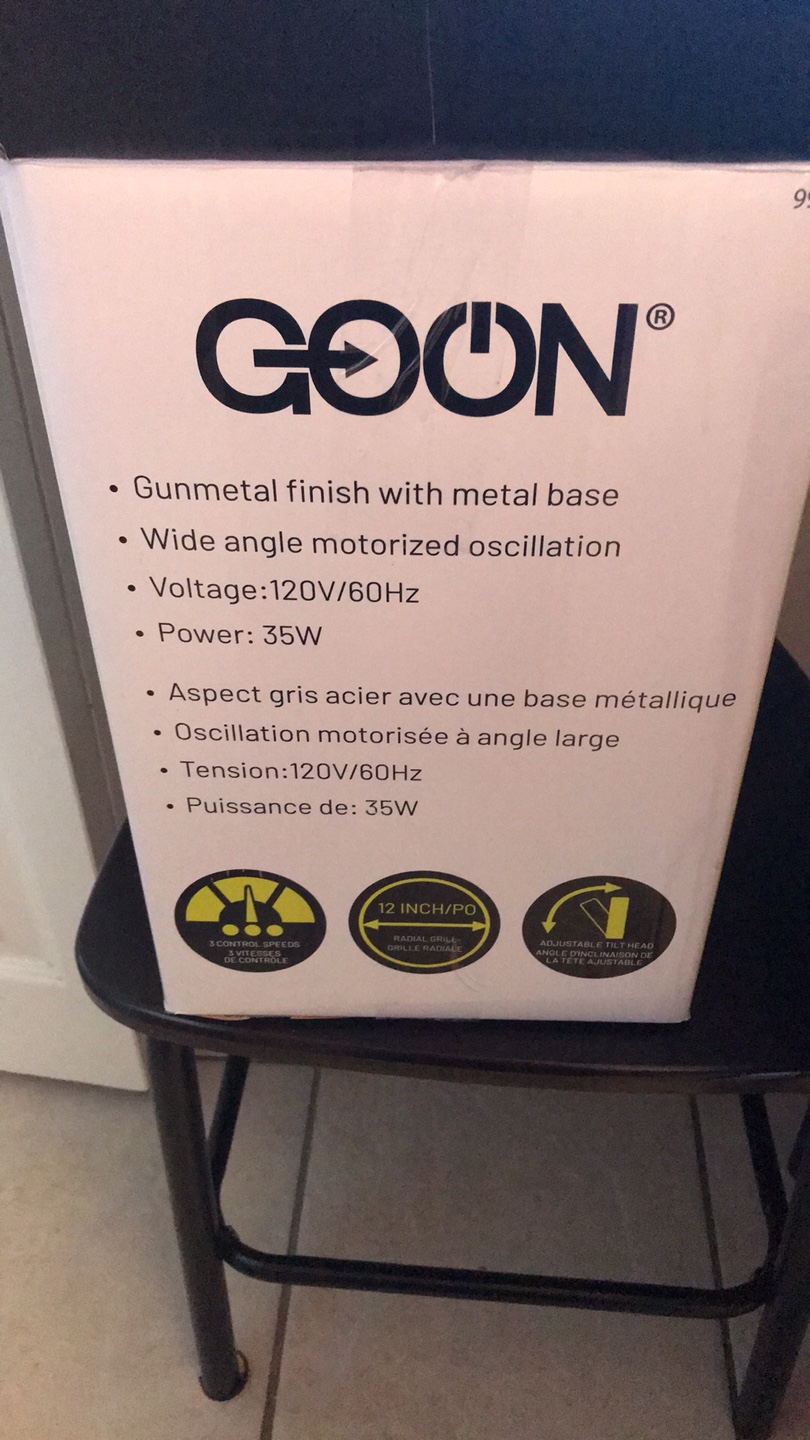 GOON®
• Gunmetal finish with metal base
• Wide angle motorized oscillation
• Voltage:120V/60Hz
• Power: 35W
• Aspect gris acier avec une base métallique
• Oscillation motorisée à angle large
• Tension:120V/60Hz
• Puissance de: 35W
3 CONTROL SPEEDS
3 VITESSES
DE CONTRÔLE
12 INCH/PO
RADIAL GRILL
GRILLE RADIALE
ADJUSTABLE TILT HEAD
ANGLE D'INCLINAISON DE
LA TÊTE AJUSTABLE